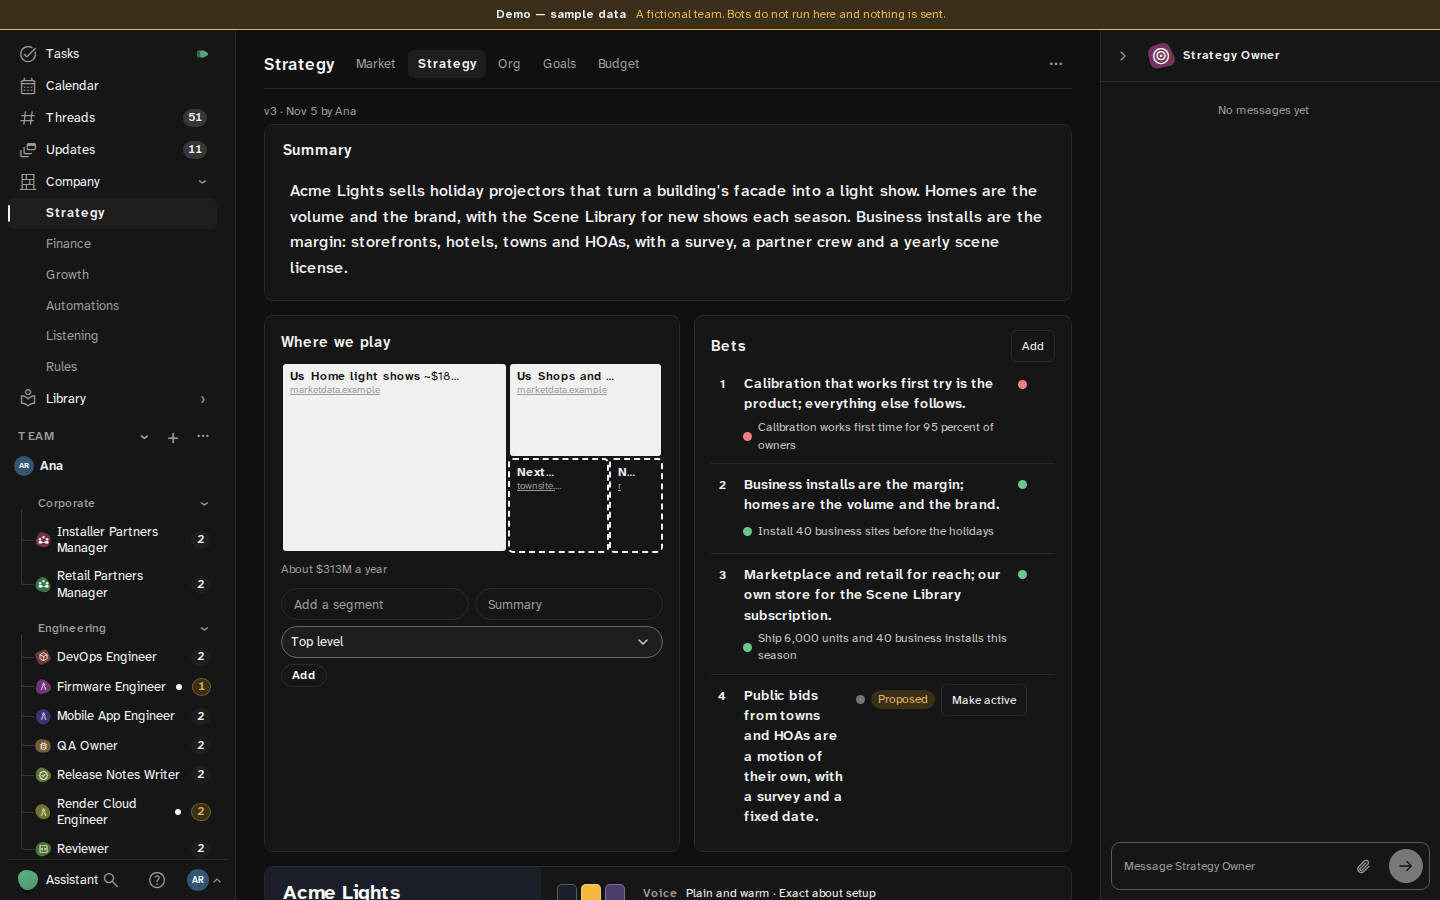 Demo — sample data A fictional team. Bots do not run here and nothing is sent.
Tasks
Calendar
Threads 51
Updates 11
Company
Strategy
Finance
Growth
Automations
Listening
Rules
Library
TEAM
AR Ana
Corporate
Installer Partners
Manager 2
Retail Partners
Manager 2
Engineering
DevOps Engineer 2
Firmware Engineer 1
Mobile App Engineer 2
QA Owner 2
Release Notes Writer 2
Render Cloud
Engineer 2
Reviewer 2
Assistant AR
Strategy Market Strategy Org Goals Budget
v3 · Nov 5 by Ana
Summary
Acme Lights sells holiday projectors that turn a building's facade into a light show. Homes are the
volume and the brand, with the Scene Library for new shows each season. Business installs are the
margin: storefronts, hotels, towns and HOAs, with a survey, a partner crew and a yearly scene
license.
Where we play
Us Home light shows ~$18...
marketdata.example
Us Shops and ...
marketdata.example
Next...
townsite....
N...
r
About $313M a year
Add a segment
Summary
Top level
Add
Bets
Add
1 Calibration that works first try is the
product; everything else follows.
Calibration works first time for 95 percent of
owners
2 Business installs are the margin;
homes are the volume and the brand.
Install 40 business sites before the holidays
3 Marketplace and retail for reach; our
own store for the Scene Library
subscription.
Ship 6,000 units and 40 business installs this
season
4 Public bids
from towns
and HOAs are
a motion of
their own, with
a survey and a
fixed date.
Proposed
Make active
Acme Lights
Voice Plain and warm · Exact about setup
Strategy Owner
No messages yet
Message Strategy Owner